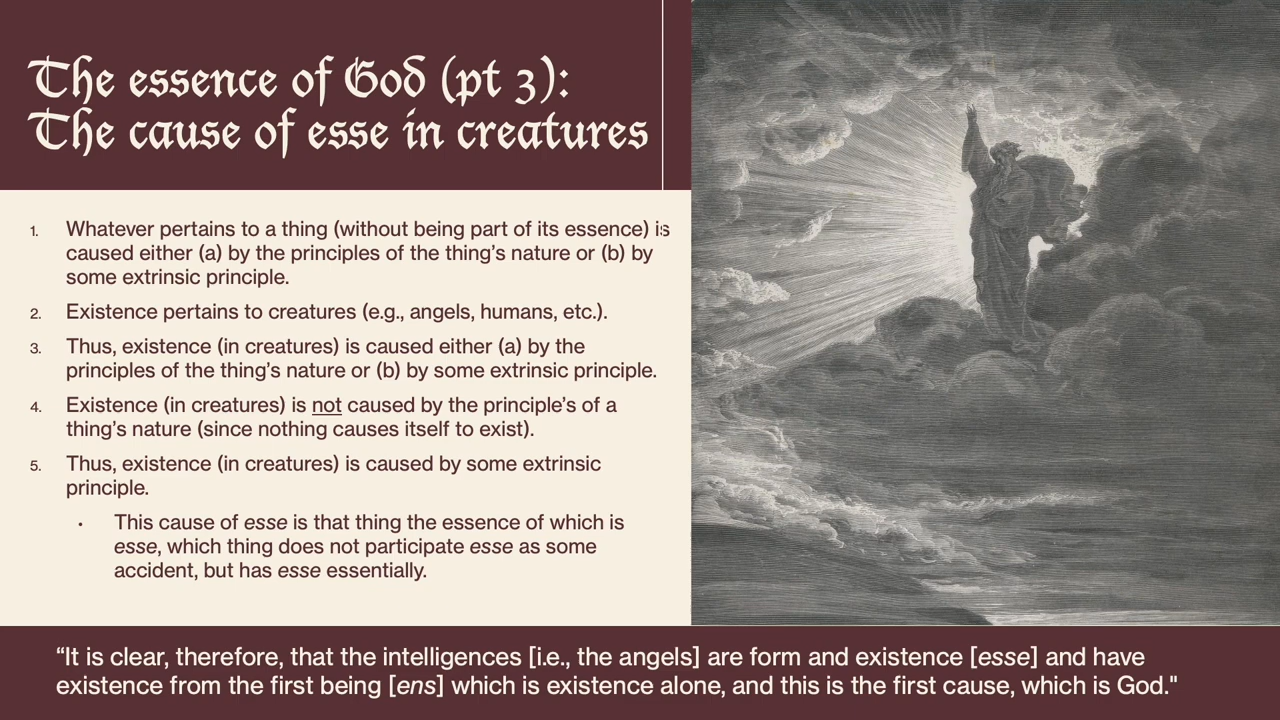 The essence of God (pt 3):
The cause of esse in creatures
1. Whatever pertains to a thing (without being part of its essence) is
caused either (a) by the principles of the thing’s nature or (b) by
some extrinsic principle.
2. Existence pertains to creatures (e.g., angels, humans, etc.).
3. Thus, existence (in creatures) is caused either (a) by the
principles of the thing’s nature or (b) by some extrinsic principle.
4. Existence (in creatures) is not caused by the principle’s of a
thing’s nature (since nothing causes itself to exist).
5. Thus, existence (in creatures) is caused by some extrinsic
principle.
• This cause of esse is that thing the essence of which is
esse, which thing does not participate esse as some
accident, but has esse essentially.
“It is clear, therefore, that the intelligences [i.e., the angels] are form and existence [esse] and have
existence from the first being [ens] which is existence alone, and this is the first cause, which is God."